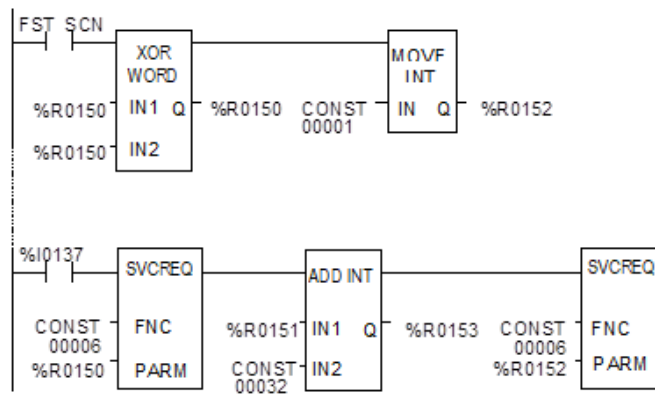 FST SCN
XOR
WORD
MOVE
INT
%R0150 IN1 Q %R0150 CONST
00001 IN Q %R0152
%R0150 IN2
%I0137
SVCREQ
ADD INT
SVCREQ
CONST
00006 FNC
%R0151 IN1 Q %R0153
CONST
00006 FNC
%R0150 PARM
CONST
00032 IN2
%R0152 PARM